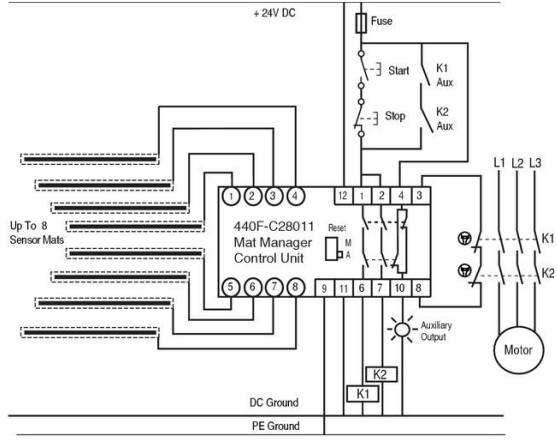 + 24V DC
Fuse
Start
K1
Aux
Stop
K2
Aux
L1 L2 L3
1 2 3 4
12 1 2 4 3
Up To 8
Sensor Mats
440F-C28011
Mat Manager
Control Unit
Reset
M
A
K1
K2
5 6 7 8
9 11 6 7 10 8
Auxiliary
Output
Motor
K2
K1
DC Ground
PE Ground